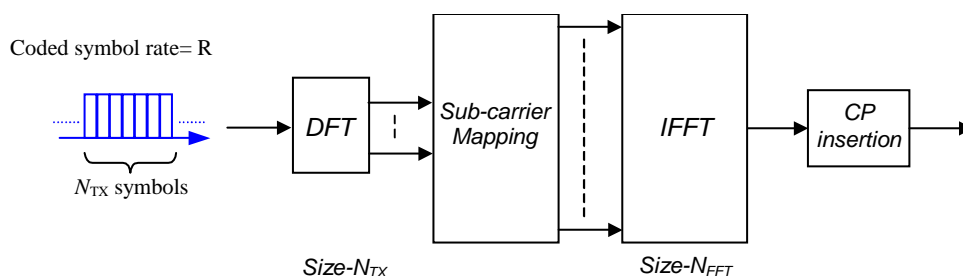 Coded symbol rate= R
DFT
Sub-carrier
Mapping
IFFT
CP
insertion
N_TX symbols
Size-N_TX
Size-N_FFT